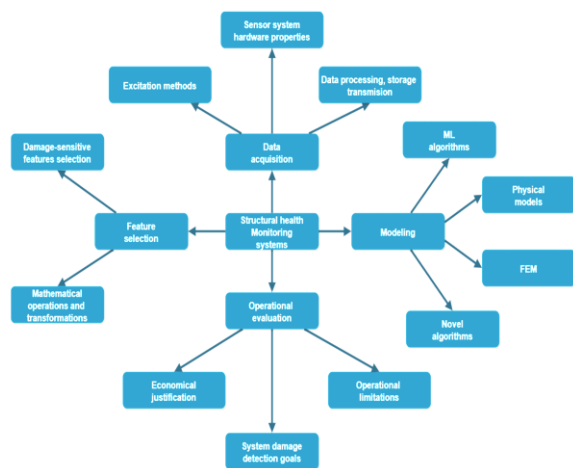 Sensor system
hardware properties
Excitation methods
Data processing, storage
transmision
Data
acquisition
ML
algorithms
Damage-sensitive
features selection
Physical
models
Feature
selection
Structural health
Monitoring
systems
Modeling
FEM
Mathematical
operations and
transformations
Operational
evaluation
Novel
algorithms
Economical
justification
Operational
limitations
System damage
detection goals